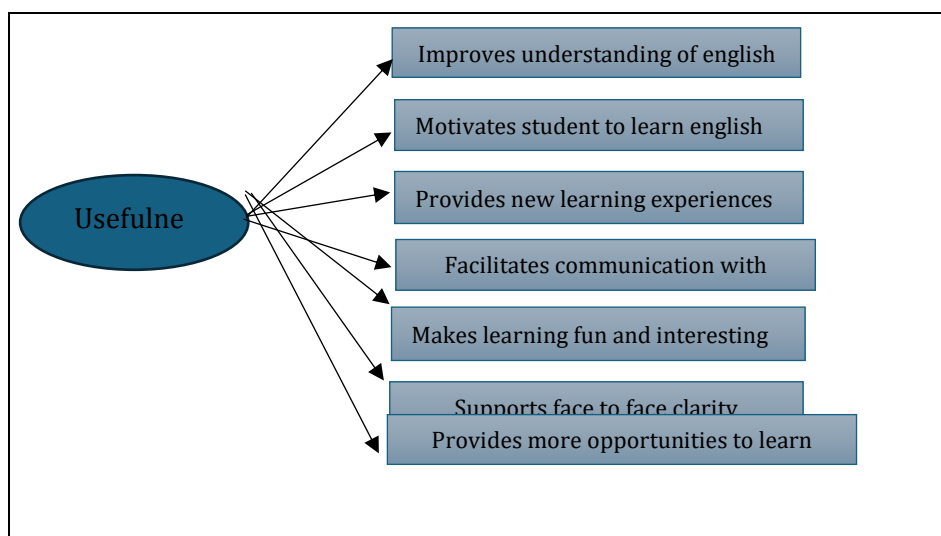 Improves understanding of english
Motivates student to learn english
Usefulne
Provides new learning experiences
Facilitates communication with
Makes learning fun and interesting
Supports face to face clarity
Provides more opportunities to learn